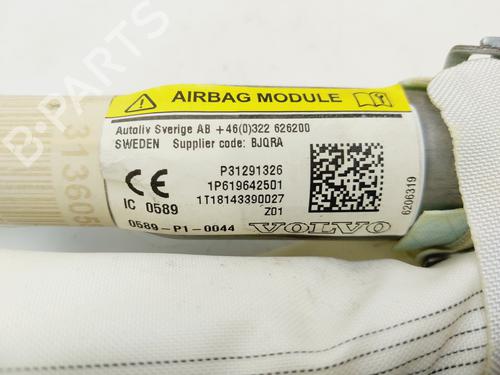 AIRBAG MODULE
Autoliv Sverige AB +46(0)322 626200
SWEDEN Supplier code: BJQRA
P31291326
1P619642501
1T18143390027
Z01
CE
IC 0589
0589-P1-0044
VOLVO
6206319
313605
B-PARTS